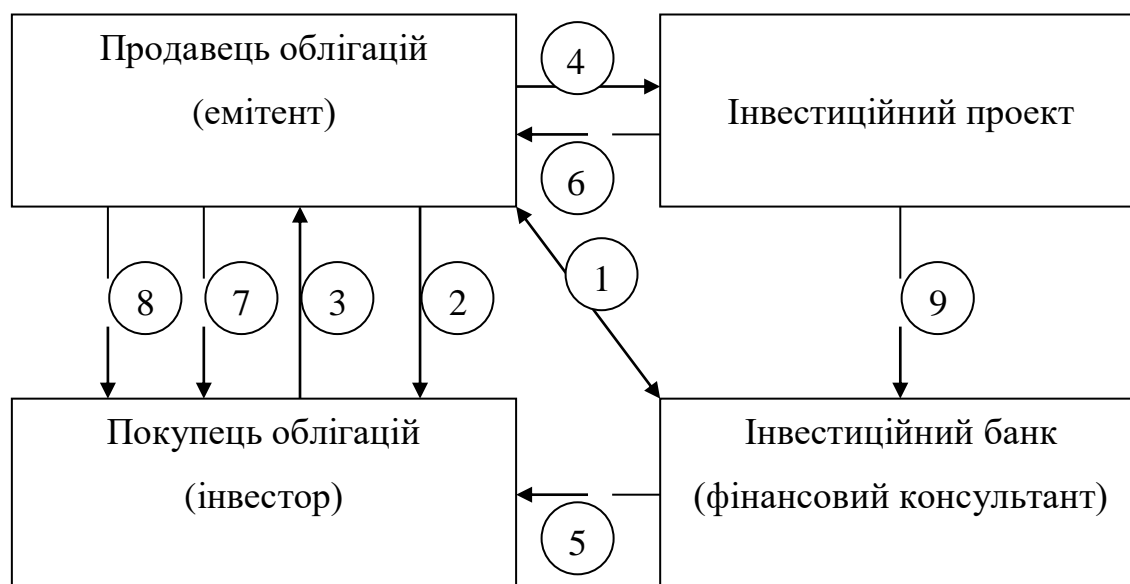 Продавець облігацій
(емітент)
4
Інвестиційний проект
6
8
7
3
2
1
9
Покупець облігацій
(інвестор)
Інвестиційний банк
(фінансовий консультант)
5